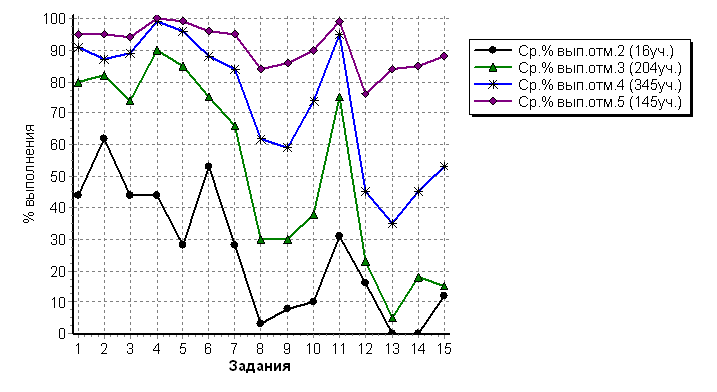 100
90
80
70
60
50
40
30
20
10
0
% выполнения
1 2 3 4 5 6 7 8 9 10 11 12 13 14 15
Задания
Ср.% вып.отм.2 (16уч.)
Ср.% вып.отм.3 (204уч.)
Ср.% вып.отм.4 (345уч.)
Ср.% вып.отм.5 (145уч.)